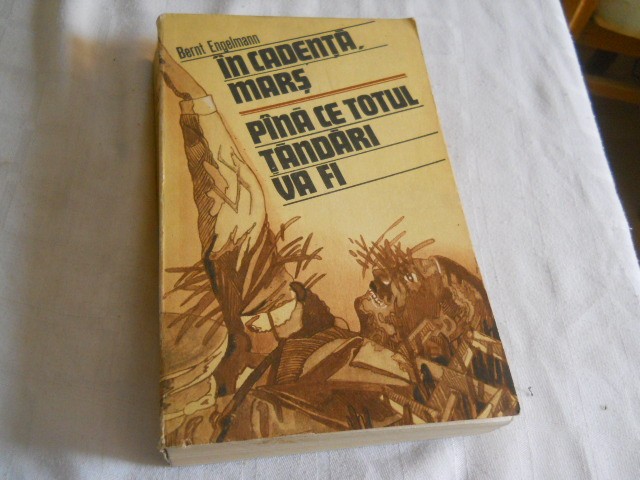 Bernt Engelmann
ÎN CADENȚĂ,
MARȘ
PÎNĂ CE TOTUL
ȚĂNDĂRI
VA FI